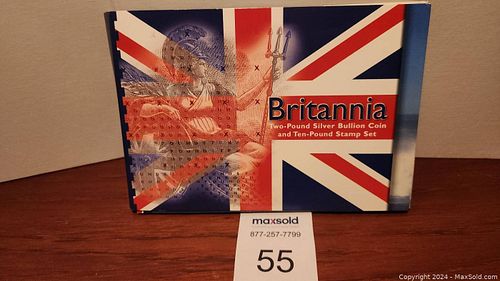 Britannia
Two-Pound Silver Bullion Coin
and Ten-Pound Stamp Set
maxsold
877-257-7799
55
Copyright © 2024 - MaxSold.com